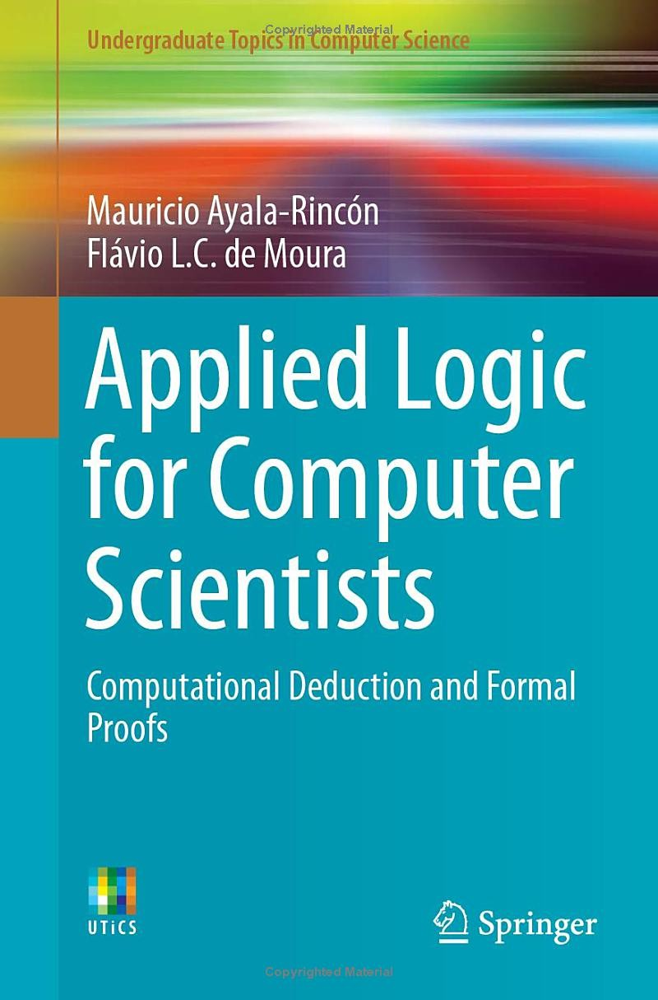 Copyrighted Material
Undergraduate Topics in Computer Science
Mauricio Ayala-Rincón
Flávio L.C. de Moura
Applied Logic
for Computer
Scientists
Computational Deduction and Formal
Proofs
UTiCS
Springer
Copyrighted Material